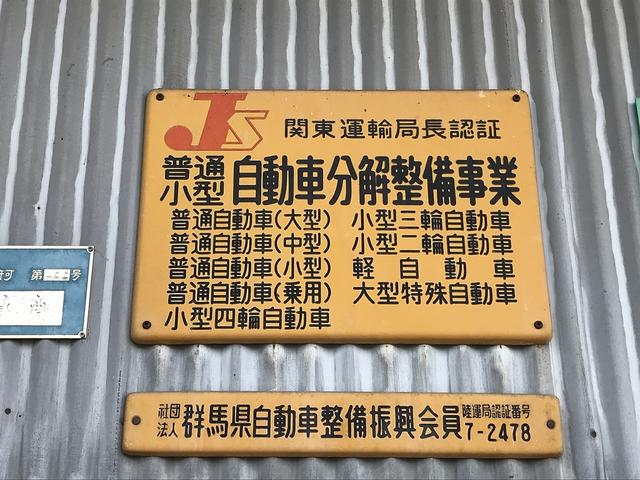 JS 関東運輸局長認証
普通
小型 自動車分解整備事業
普通自動車(大型) 小型三輪自動車
普通自動車(中型) 小型二輪自動車
普通自動車(小型) 軽自動車
普通自動車(乗用) 大型特殊自動車
小型四輪自動車
社団
法人 群馬県自動車整備振興会員 陸運局認証番号
7-2478
第 号